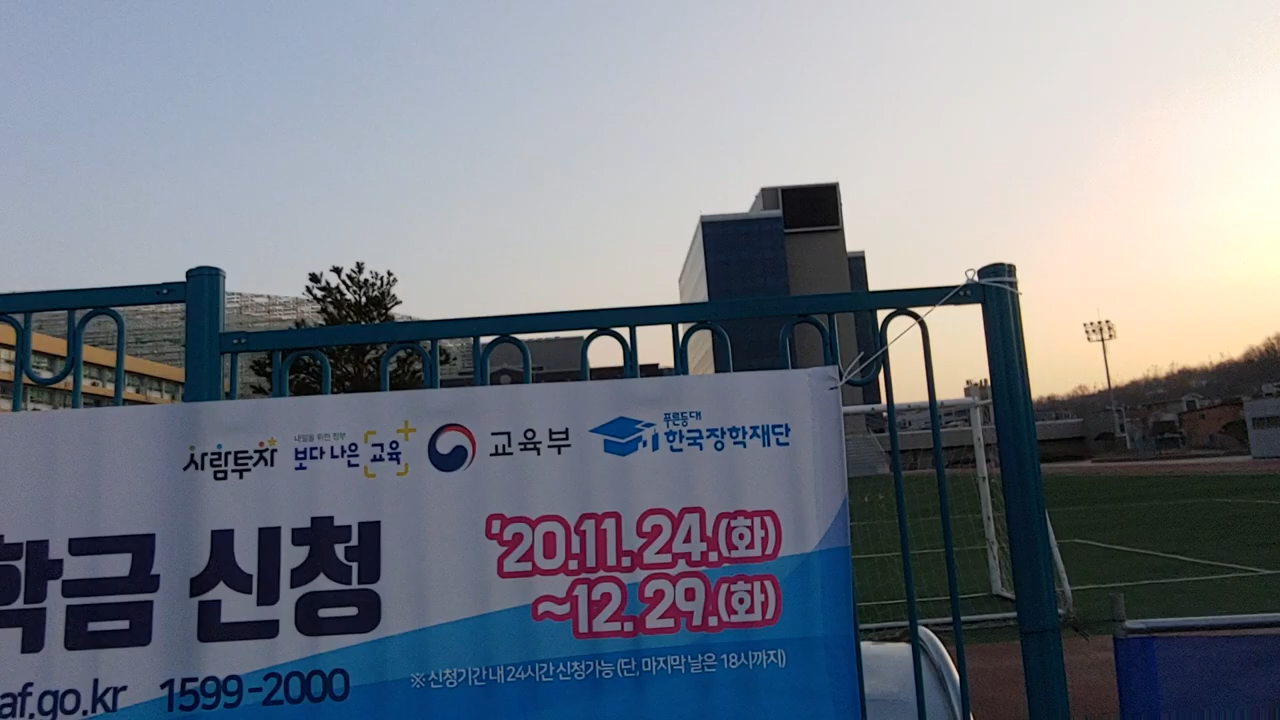 사람투자 내일을 위한 정부 보다 나은 교육 교육부 푸른등대 한국장학재단
학금 신청
'20.11.24.(화)
~12.29.(화)
※ 신청기간 내 24시간 신청가능 (단, 마지막 날은 18시까지)
af.go.kr 1599-2000